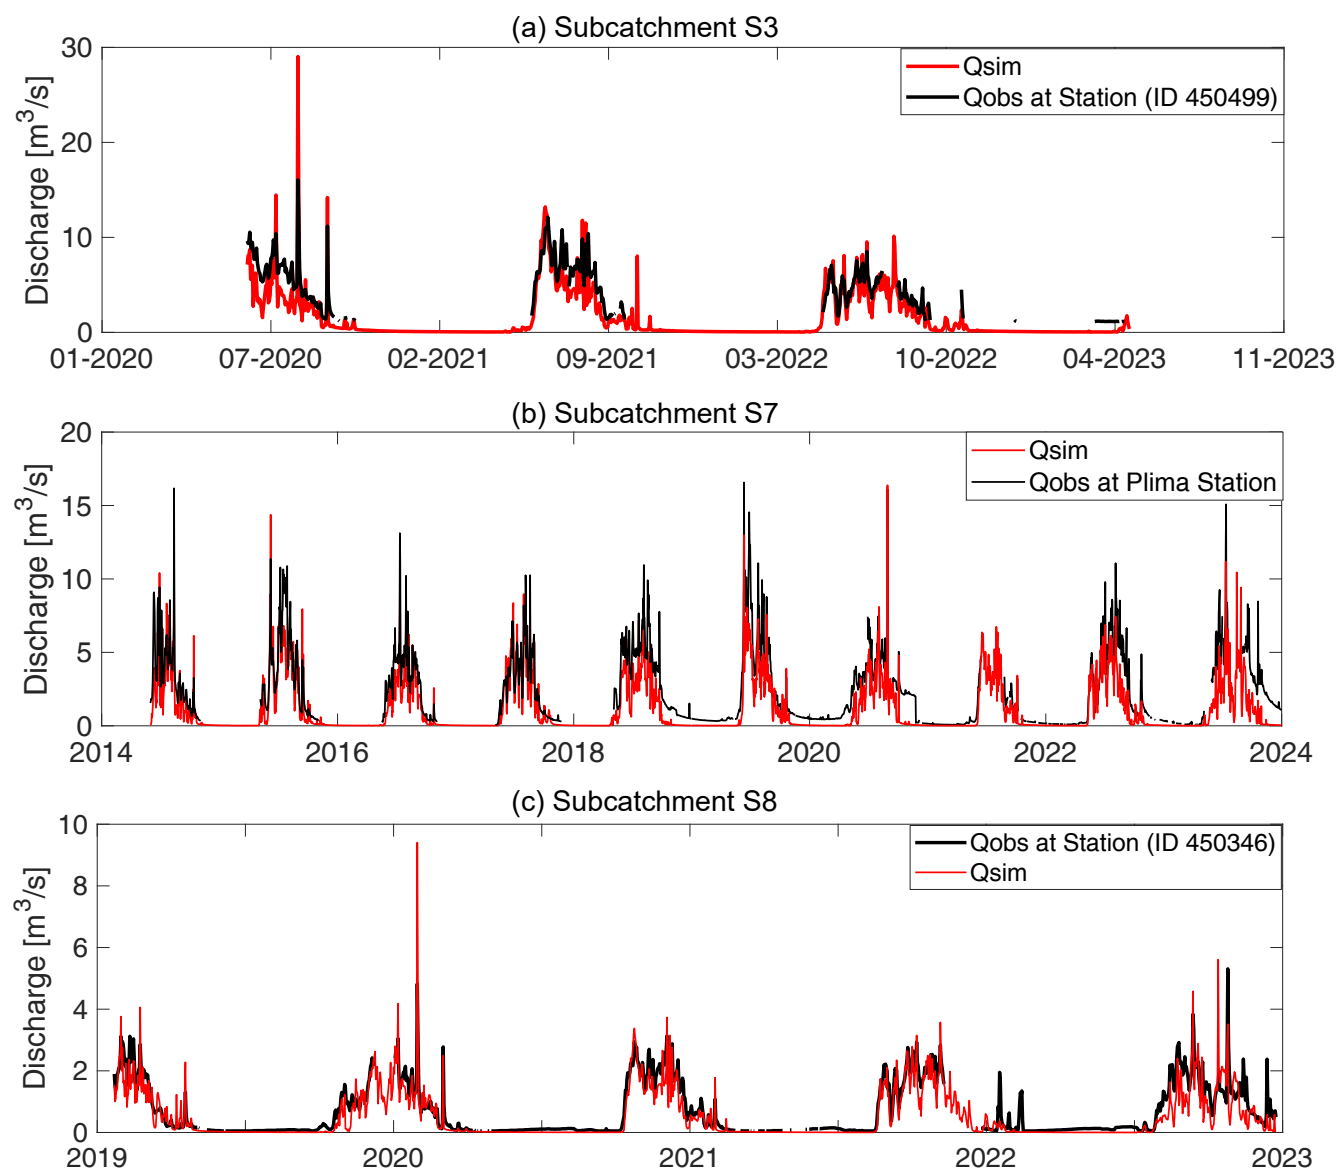 (a) Subcatchment S3
Discharge [m³/s]
30
20
10
0
Qsim
Qobs at Station (ID 450499)
01-2020 07-2020 02-2021 09-2021 03-2022 10-2022 04-2023 11-2023
(b) Subcatchment S7
Discharge [m³/s]
20
15
10
5
0
Qsim
Qobs at Plima Station
2014 2016 2018 2020 2022 2024
(c) Subcatchment S8
Discharge [m³/s]
10
8
6
4
2
0
Qobs at Station (ID 450346)
Qsim
2019 2020 2021 2022 2023